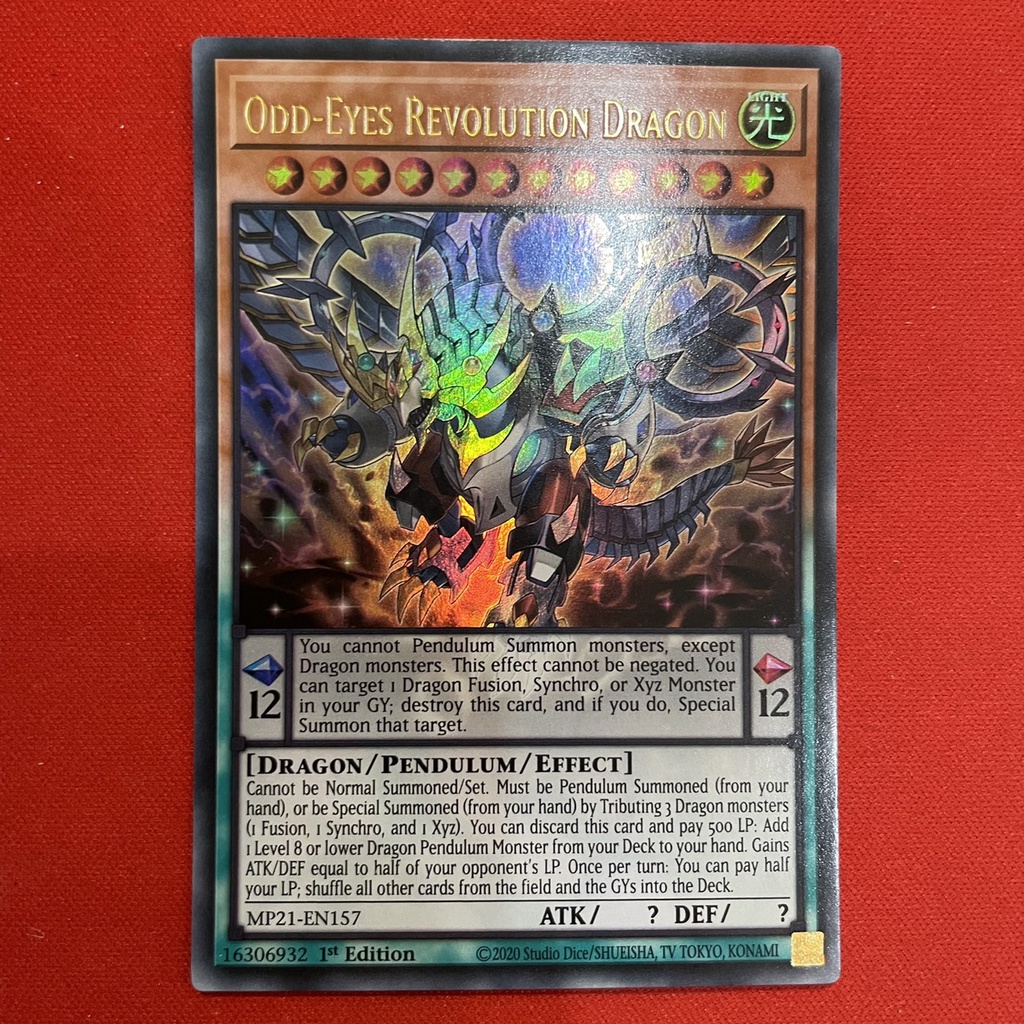 ODD-EYES REVOLUTION DRAGON
LIGHT
光
You cannot Pendulum Summon monsters, except
Dragon monsters. This effect cannot be negated. You
can target 1 Dragon Fusion, Synchro, or Xyz Monster
in your GY; destroy this card, and if you do, Special
Summon that target.
12
12
[DRAGON/PENDULUM/EFFECT]
Cannot be Normal Summoned/Set. Must be Pendulum Summoned (from your
hand), or be Special Summoned (from your hand) by Tributing 3 Dragon monsters
(1 Fusion, 1 Synchro, and 1 Xyz). You can discard this card and pay 500 LP: Add
1 Level 8 or lower Dragon Pendulum Monster from your Deck to your hand. Gains
ATK/DEF equal to half of your opponent's LP. Once per turn: You can pay half
your LP; shuffle all other cards from the field and the GYs into the Deck.
MP21-EN157 ATK/ ? DEF/ ?
16306932 1st Edition ©2020 Studio Dice/SHUEISHA, TV TOKYO, KONAMI